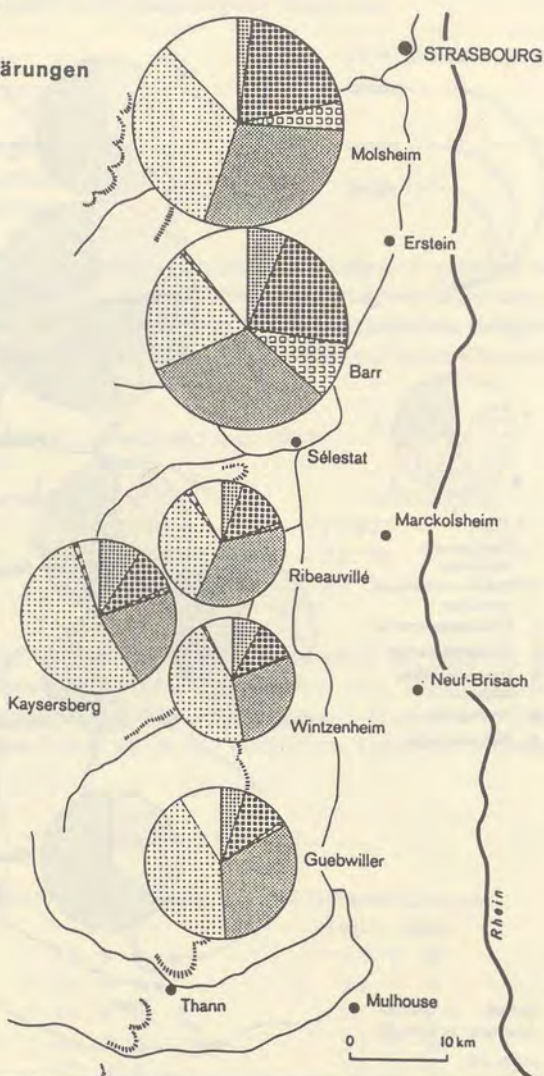 STRASBOURG
ärungen
Molsheim
Erstein
Barr
Sélestat
Marckolsheim
Ribeauvillé
Neuf-Brisach
Kaysersberg
Wintzenheim
Guebwiller
Rhein
Thann
Mulhouse
0 10 km